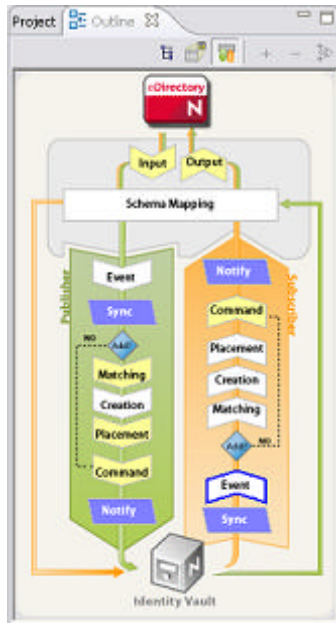 Project
Outline
eDirectory
N
Input
Output
Schema Mapping
Publisher
Event
Sync
NO
Add?
Matching
Creation
Placement
Command
Notify
Subscriber
Notify
Command
Placement
Creation
Matching
Add?
NO
Event
Sync
Identity Vault